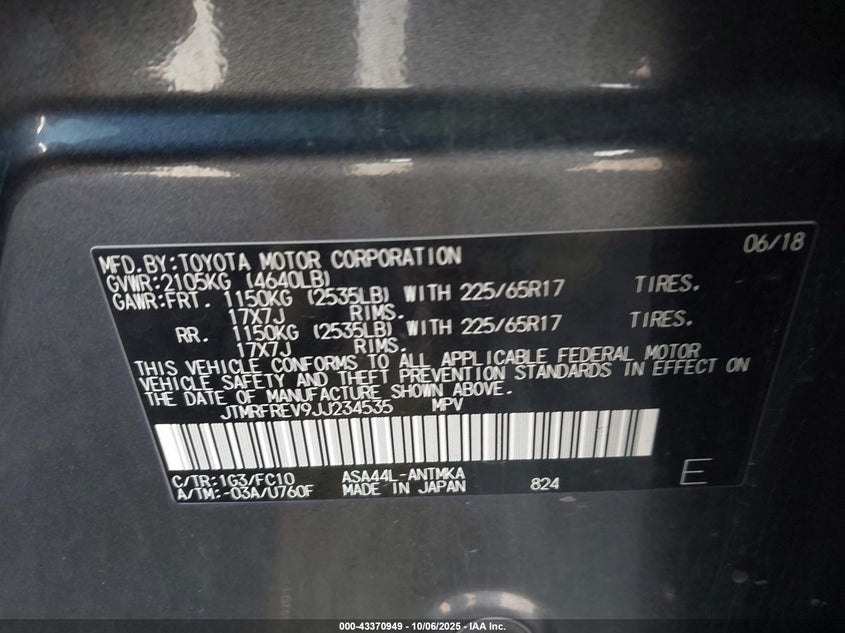 06/18
MFD.BY:TOYOTA MOTOR CORPORATION
GVWR:2105KG (4640LB)
GAWR:FRT. 1150KG (2535LB) WITH 225/65R17 TIRES.
17X7J RIMS.
RR. 1150KG (2535LB) WITH 225/65R17 TIRES.
17X7J RIMS.
THIS VEHICLE CONFORMS TO ALL APPLICABLE FEDERAL MOTOR
VEHICLE SAFETY AND THEFT PREVENTION STANDARDS IN EFFECT ON
THE DATE OF MANUFACTURE SHOWN ABOVE.
JTMRFREV9JJ234535 MPV
C/TR:1G3/FC10 ASA44L-ANTMKA
A/TM:-03A/U760F MADE IN JAPAN 824 E
000-43370949 - 10/06/2025 - IAA Inc.